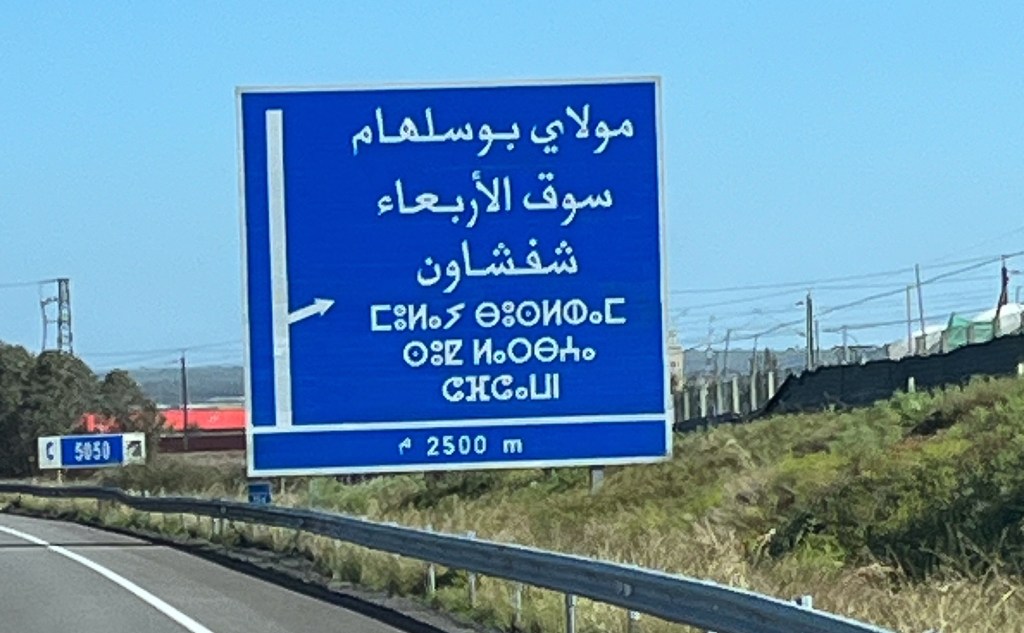 مولاي بوسلهام
سوق الأربعاء
شفشاون
ⵎⵓⵍⴰⵢ ⴱⵓⵙⵍⵀⴰⵎ
ⵙⵓⵇ ⵍⴰⵔⴱⵄⴰ
ⵛⴼⵛⴰⵡⵏ
م 2500 m
5050